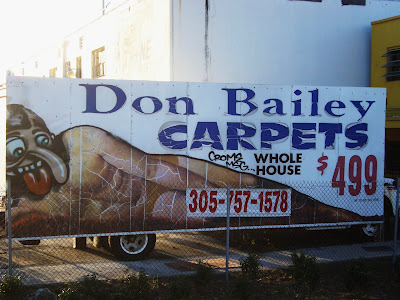 Don Bailey
CARPETS
WHOLE
HOUSE
$499
305-757-1578